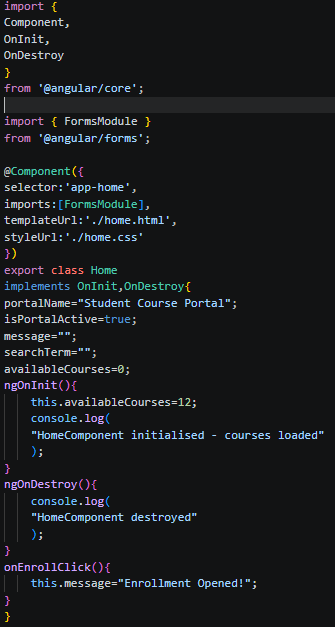 import {
Component,
OnInit,
OnDestroy
}
from '@angular/core';

import { FormsModule }
from '@angular/forms';

@Component({
selector:'app-home',
imports:[FormsModule],
templateUrl:'./home.html',
styleUrl:'./home.css'
})
export class Home
implements OnInit,OnDestroy{
portalName="Student Course Portal";
isPortalActive=true;
message="";
searchTerm="";
availableCourses=0;
ngOnInit(){
    this.availableCourses=12;
    console.log(
    "HomeComponent initialised - courses loaded"
    );
}
ngOnDestroy(){
    console.log(
    "HomeComponent destroyed"
    );
}
onEnrollClick(){
    this.message="Enrollment Opened!";
}
}